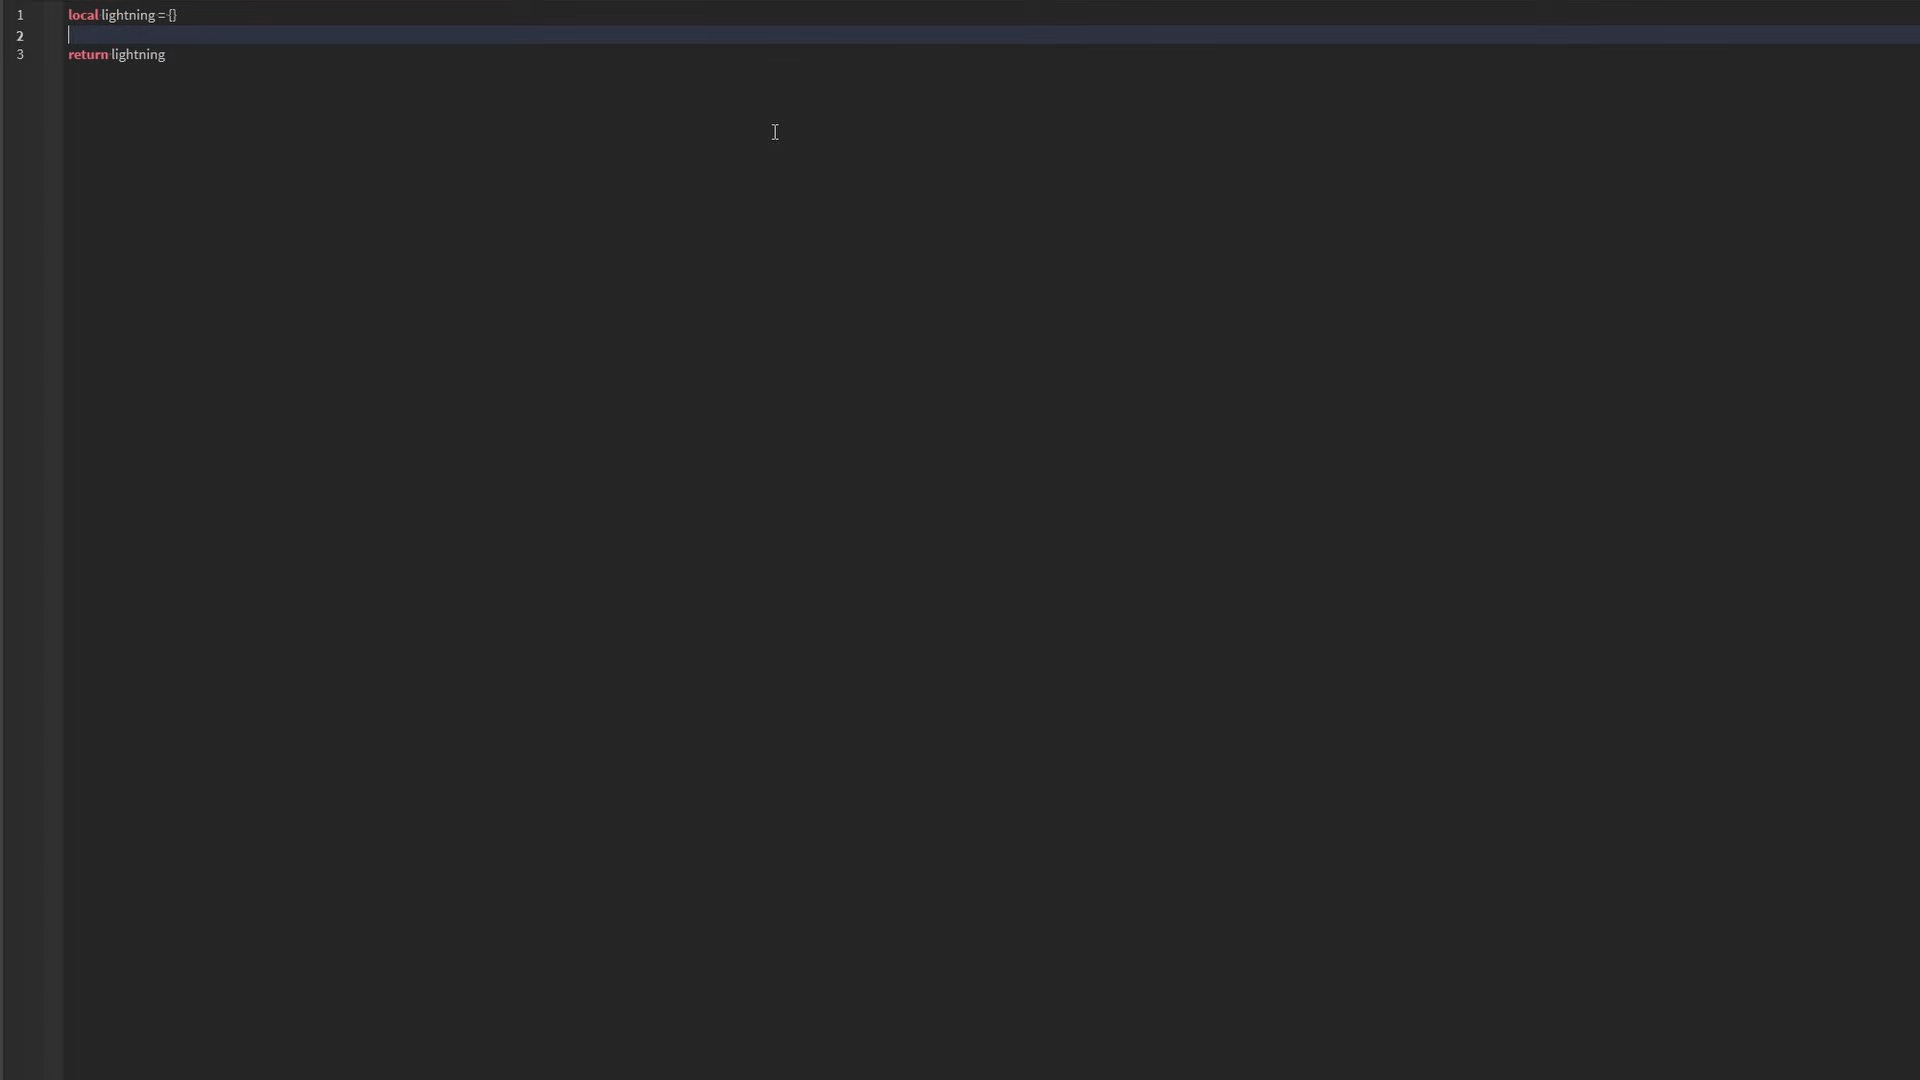 1 local lightning = {}
2
3 return lightning